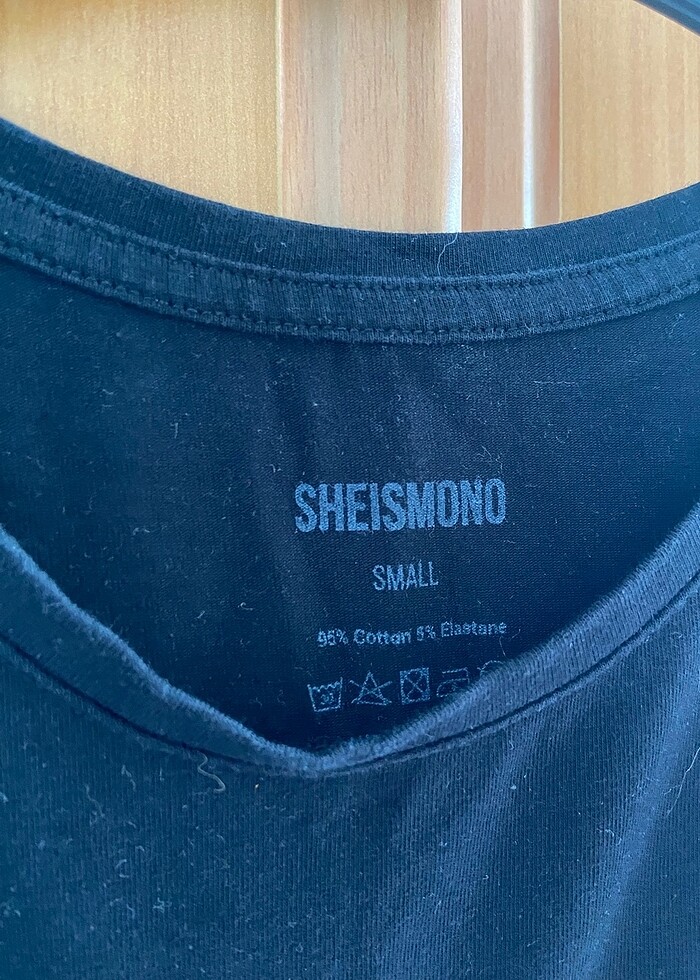 SHEISMONO
SMALL
95% Cotton 5% Elastane